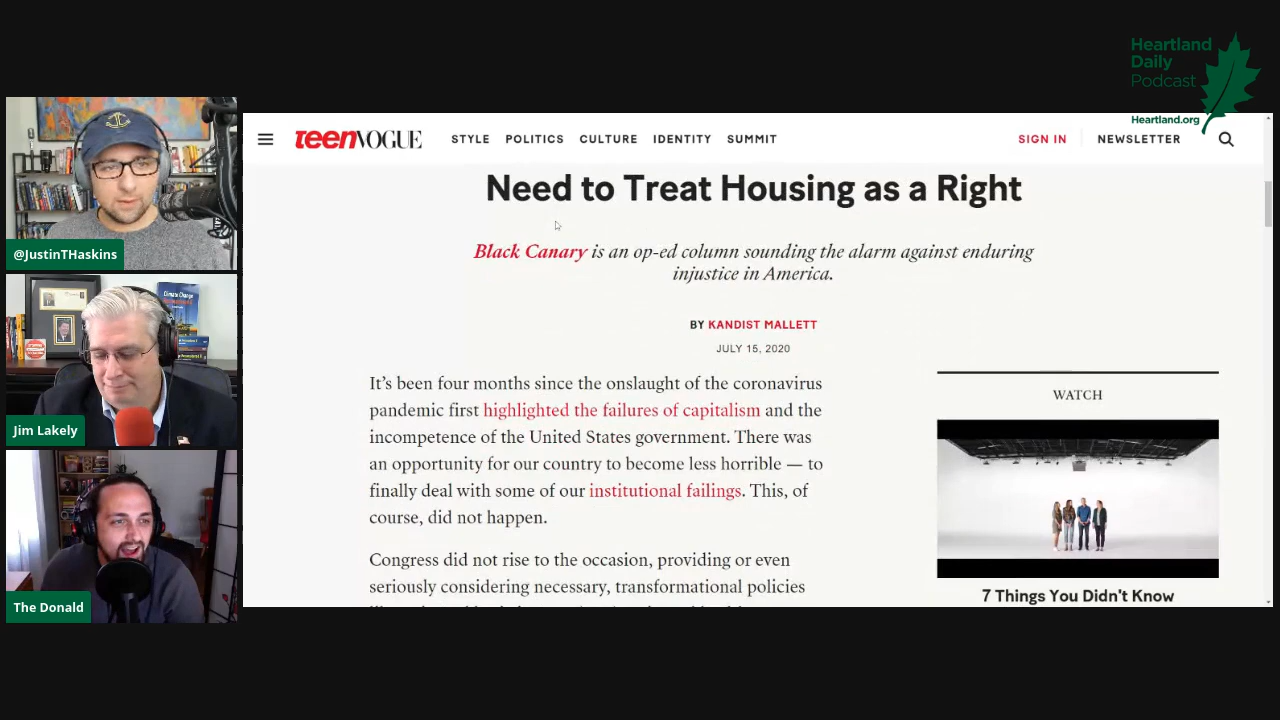 Heartland
Daily
Podcast
Heartland.org
@JustinTHaskins
Climate Change
Jim Lakely
The Donald
teenVOGUE
STYLE POLITICS CULTURE IDENTITY SUMMIT
SIGN IN NEWSLETTER
Need to Treat Housing as a Right
Black Canary is an op-ed column sounding the alarm against enduring
injustice in America.
BY KANDIST MALLETT
JULY 15, 2020
It's been four months since the onslaught of the coronavirus
pandemic first highlighted the failures of capitalism and the
incompetence of the United States government. There was
an opportunity for our country to become less horrible — to
finally deal with some of our institutional failings. This, of
course, did not happen.
Congress did not rise to the occasion, providing or even
seriously considering necessary, transformational policies
WATCH
7 Things You Didn't Know